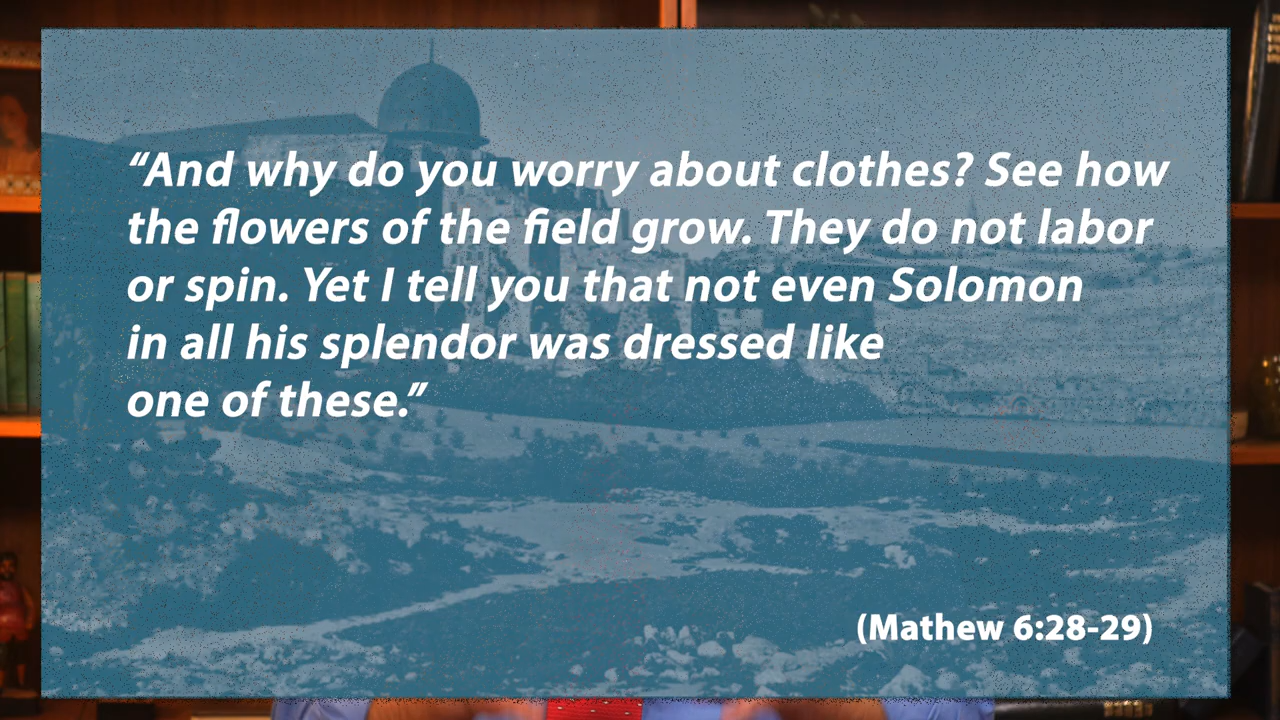 “And why do you worry about clothes? See how
the flowers of the field grow. They do not labor
or spin. Yet I tell you that not even Solomon
in all his splendor was dressed like
one of these.”
(Mathew 6:28-29)